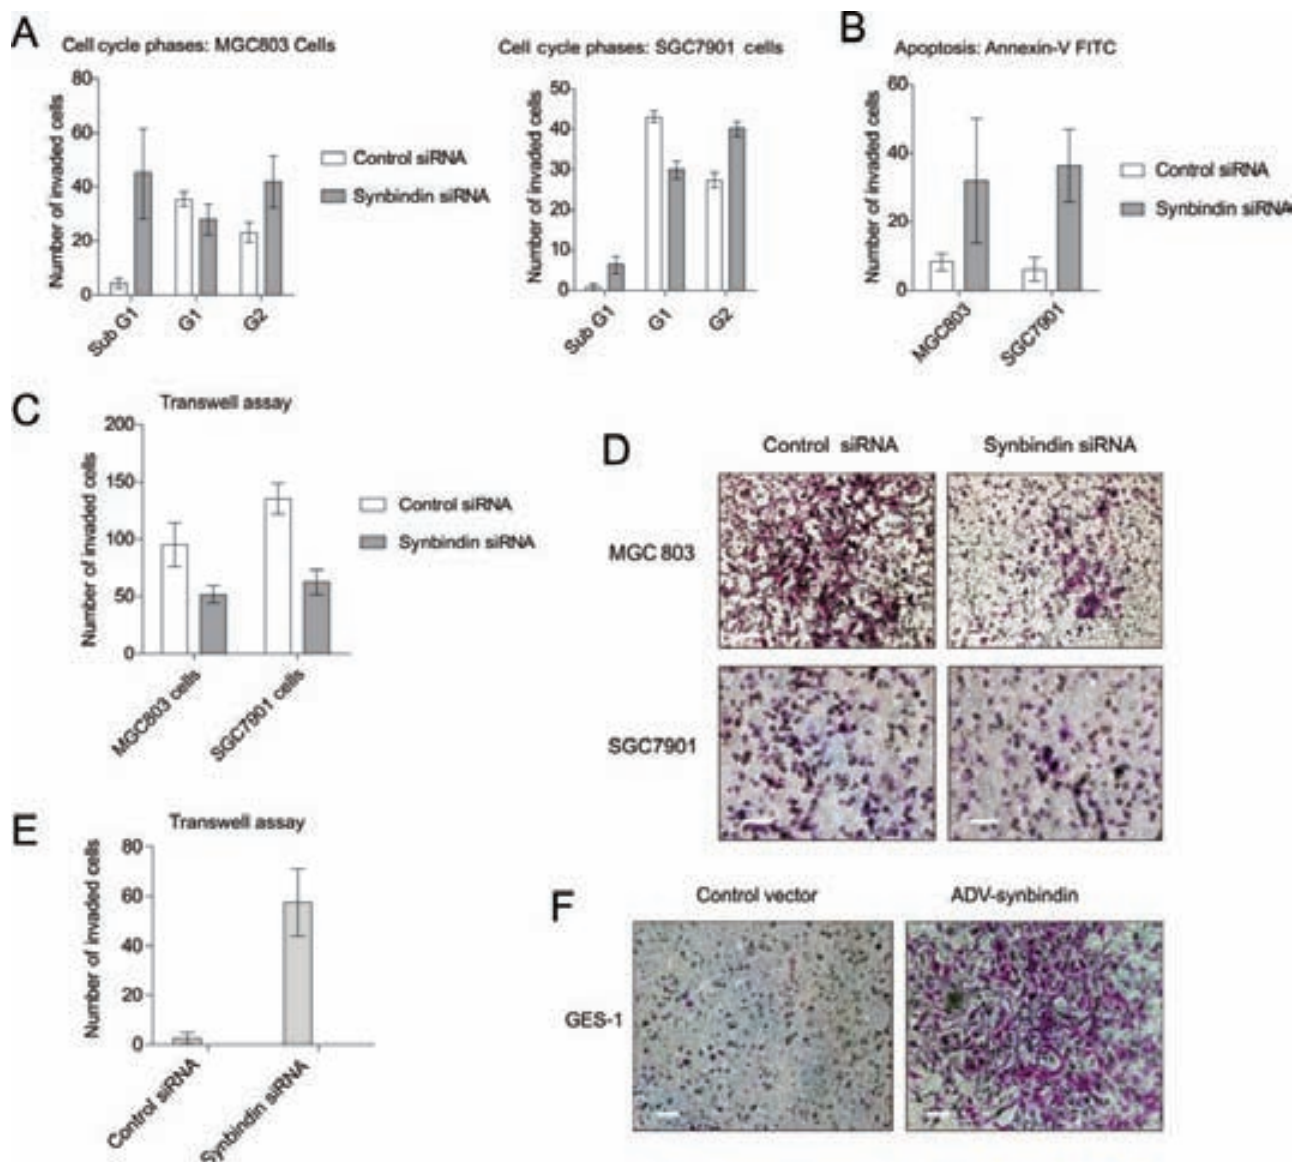 A
Cell cycle phases: MGC803 Cells
Number of invaded cells
80
60
40
20
0
Sub G1
G1
G2
Control siRNA
Synbindin siRNA
Cell cycle phases: SGC7901 cells
Number of invaded cells
50
40
30
20
10
0
Sub G1
G1
G2
B
Apoptosis: Annexin-V FITC
Number of invaded cells
60
40
20
0
MGC803
SGC7901
Control siRNA
Synbindin siRNA
C
Transwell assay
Number of invaded cells
200
150
100
50
0
MGC803 cells
SGC7901 cells
Control siRNA
Synbindin siRNA
D
Control siRNA
Synbindin siRNA
MGC 803
SGC7901
E
Transwell assay
Number of invaded cells
80
60
40
20
0
Control siRNA
Synbindin siRNA
F
Control vector
ADV-synbindin
GES-1